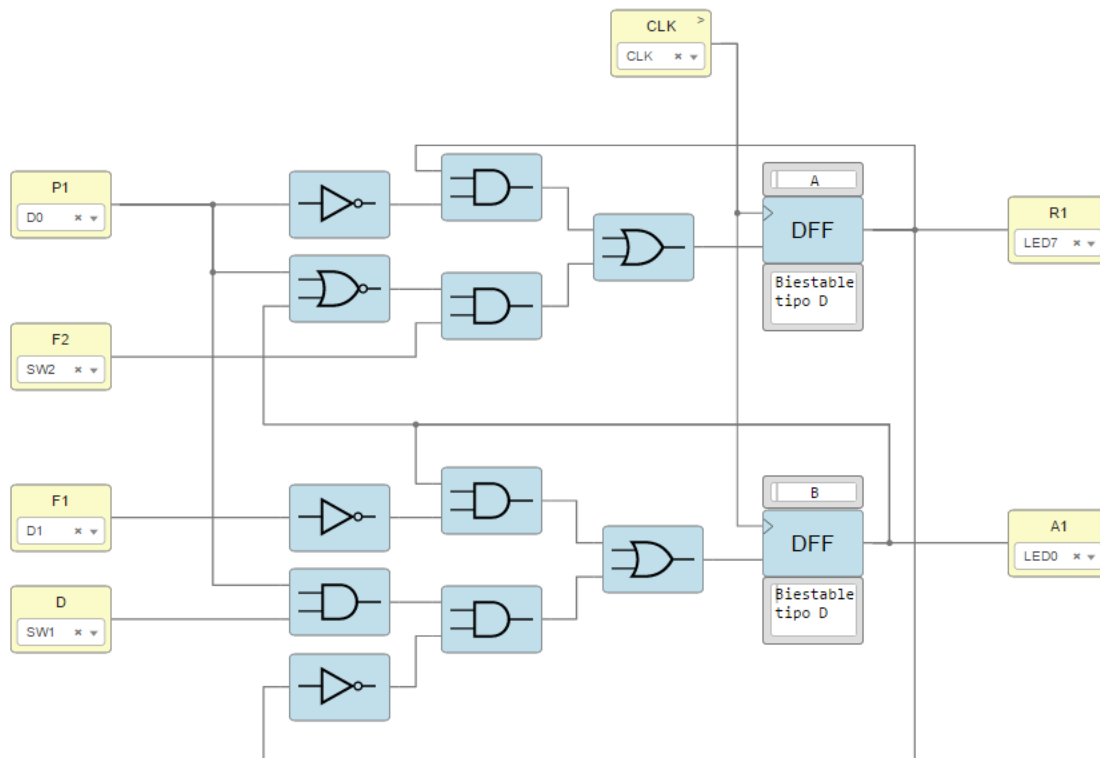 CLK >
CLK
P1
D0
A
DFF
Biestable
tipo D
R1
LED7
F2
SW2
F1
D1
B
DFF
Biestable
tipo D
A1
LED0
D
SW1